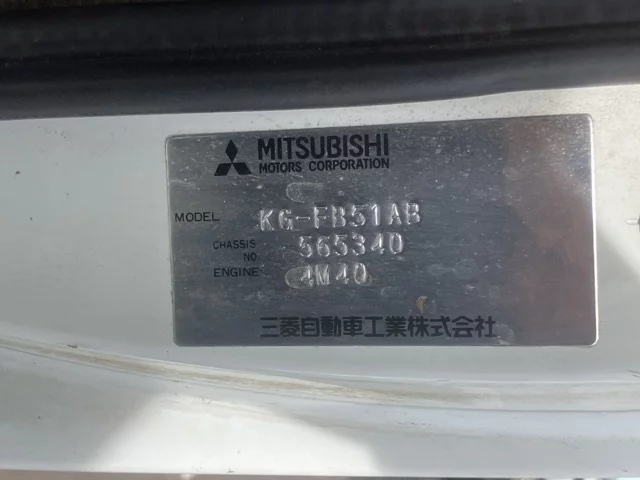 MITSUBISHI
MOTORS CORPORATION
MODEL KG-FB51AB
CHASSIS NO 565340
ENGINE 4M40
三菱自動車工業株式会社